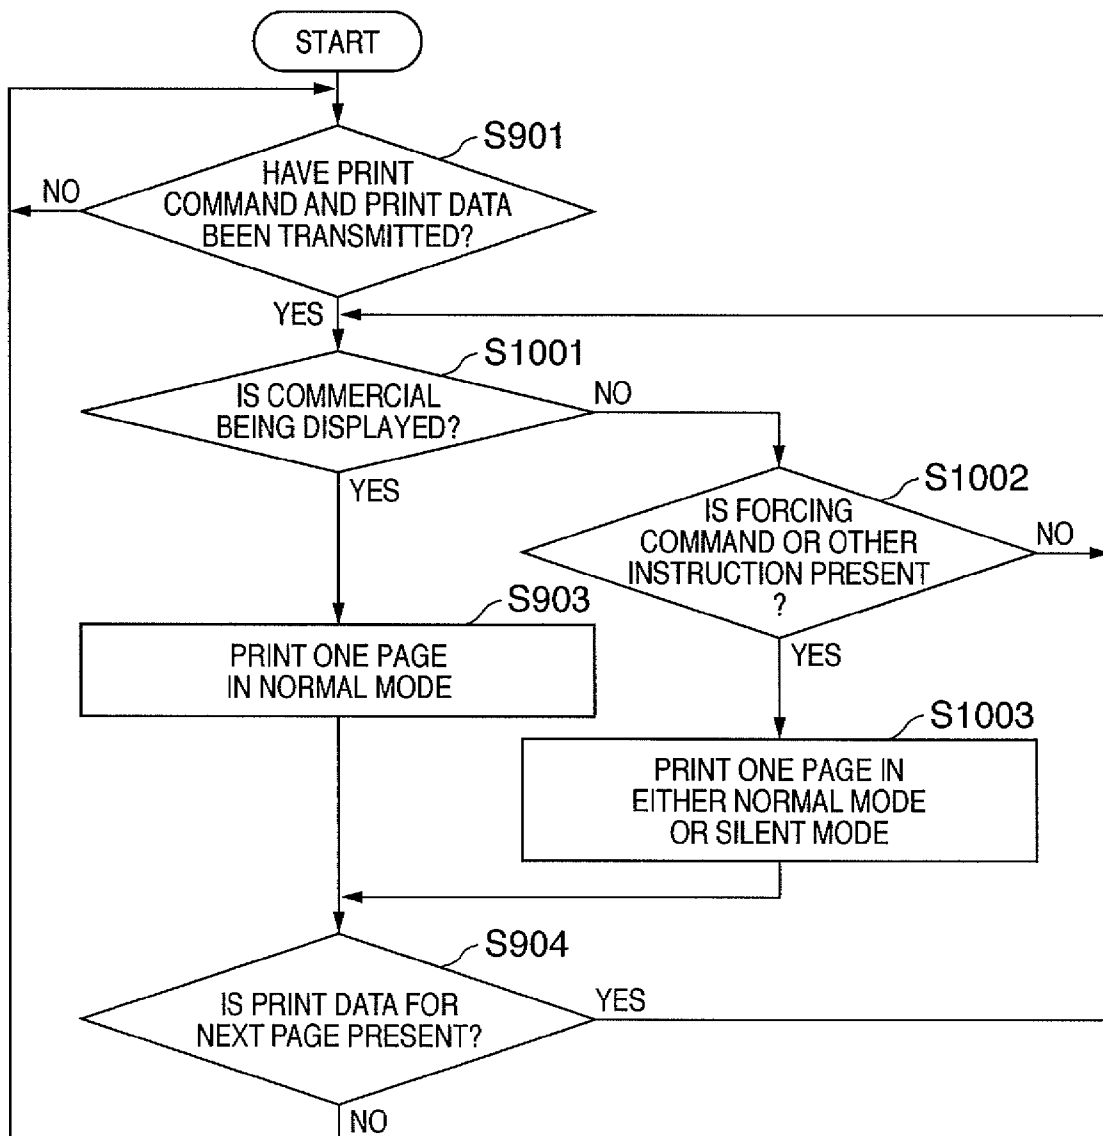 START
S901
HAVE PRINT
COMMAND AND PRINT DATA
BEEN TRANSMITTED?
NO
YES
S1001
IS COMMERCIAL
BEING DISPLAYED?
NO
YES
S1002
IS FORCING
COMMAND OR OTHER
INSTRUCTION PRESENT
?
NO
YES
S903
PRINT ONE PAGE
IN NORMAL MODE
S1003
PRINT ONE PAGE IN
EITHER NORMAL MODE
OR SILENT MODE
S904
IS PRINT DATA FOR
NEXT PAGE PRESENT?
YES
NO